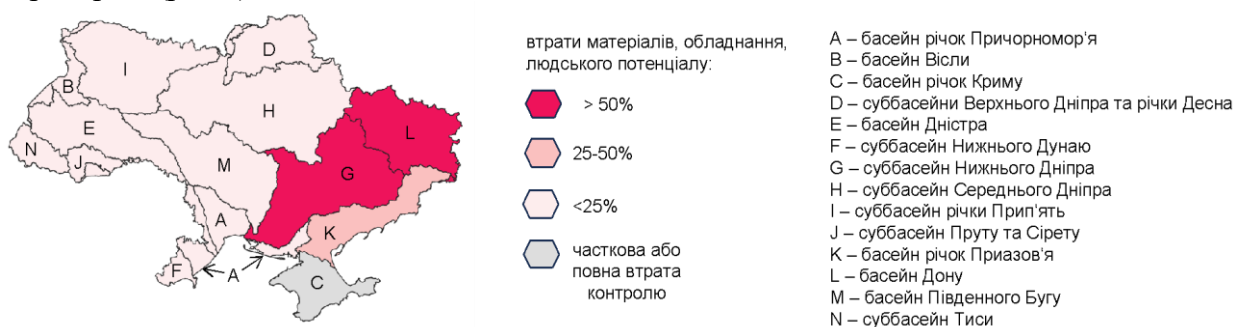 D
I
B
H
E
L
N
J
M
G
A
K
F
A
C
втрати матеріалів, обладнання,
людського потенціалу:
> 50%
25-50%
<25%
часткова або
повна втрата
контролю
A – басейн річок Причорномор'я
B – басейн Вісли
C – басейн річок Криму
D – суббасейни Верхнього Дніпра та річки Десна
E – басейн Дністра
F – суббасейн Нижнього Дунаю
G – суббасейн Нижнього Дніпра
H – суббасейн Середнього Дніпра
I – суббасейн річки Прип'ять
J – суббасейн Пруту та Сірету
K – басейн річок Приазов'я
L – басейн Дону
M – басейн Південного Бугу
N – суббасейн Тиси